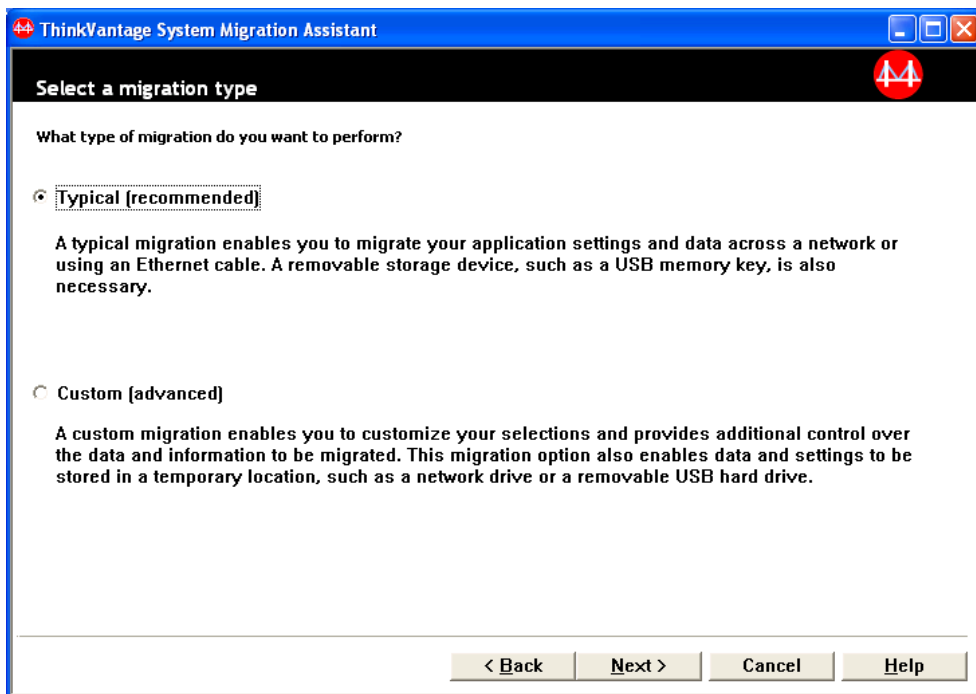 ThinkVantage System Migration Assistant
Select a migration type
What type of migration do you want to perform?
Typical (recommended)
A typical migration enables you to migrate your application settings and data across a network or
using an Ethernet cable. A removable storage device, such as a USB memory key, is also
necessary.
Custom (advanced)
A custom migration enables you to customize your selections and provides additional control over
the data and information to be migrated. This migration option also enables data and settings to be
stored in a temporary location, such as a network drive or a removable USB hard drive.
< Back Next > Cancel Help